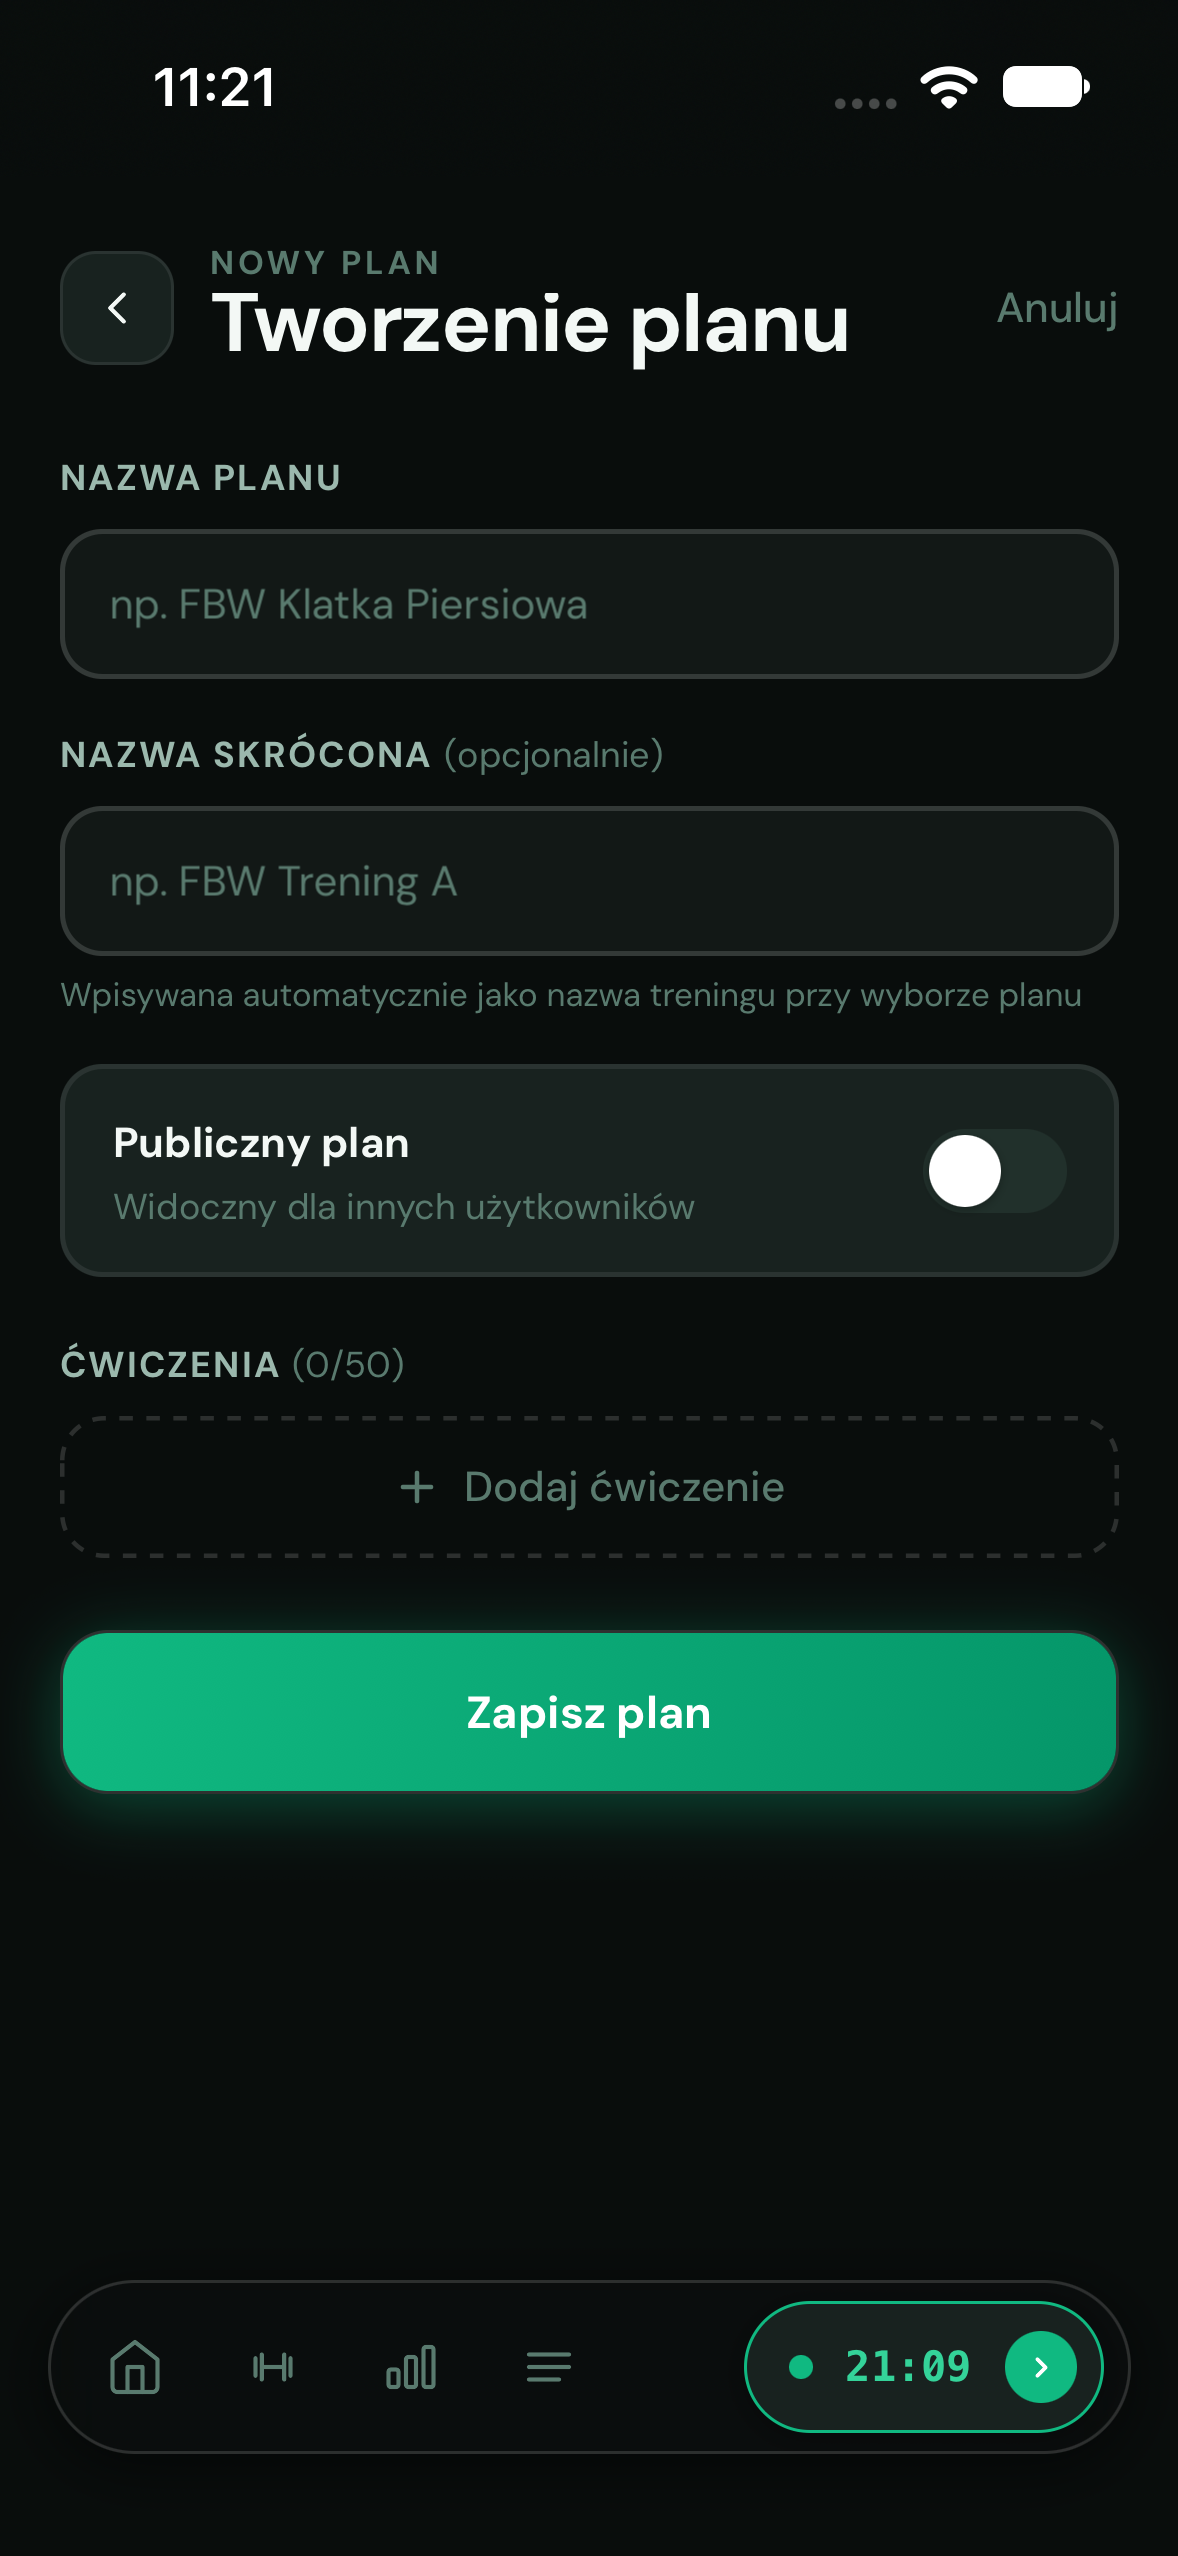 11:21
NOWY PLAN
Tworzenie planu
Anuluj
NAZWA PLANU
np. FBW Klatka Piersiowa
NAZWA SKRÓCONA (opcjonalnie)
np. FBW Trening A
Wpisywana automatycznie jako nazwa treningu przy wyborze planu
Publiczny plan
Widoczny dla innych użytkowników
ĆWICZENIA (0/50)
+ Dodaj ćwiczenie
Zapisz plan
21:09